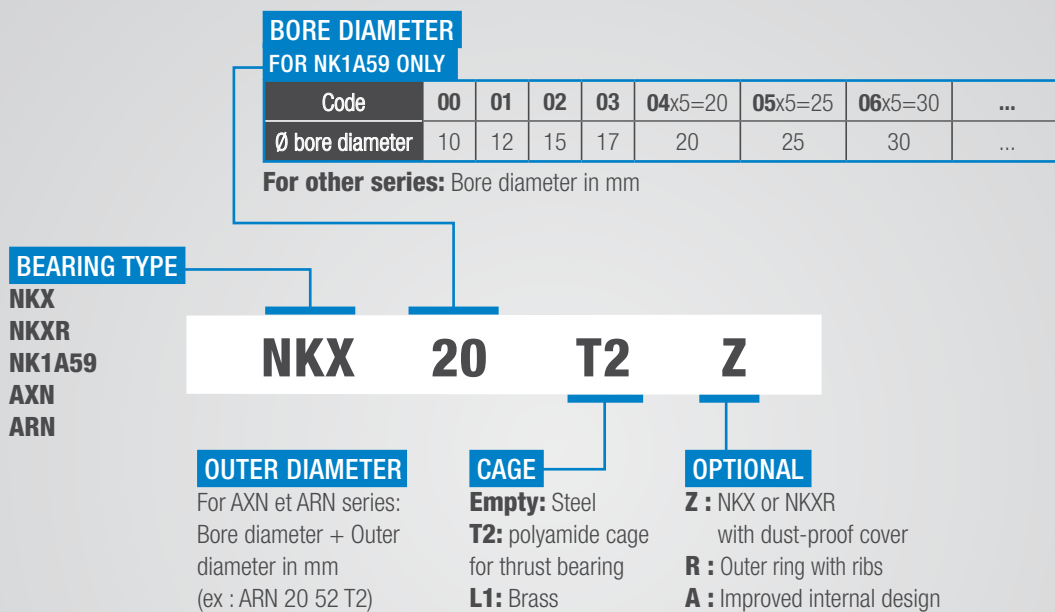 BORE DIAMETER
FOR NK1A59 ONLY
Code 00 01 02 03 04x5=20 05x5=25 06x5=30 ...
Ø bore diameter 10 12 15 17 20 25 30 ...
For other series: Bore diameter in mm
BEARING TYPE
NKX
NKXR
NK1A59
AXN
ARN
NKX 20 T2 Z
OUTER DIAMETER
For AXN et ARN series:
Bore diameter + Outer
diameter in mm
(ex : ARN 20 52 T2)
CAGE
Empty: Steel
T2: polyamide cage
for thrust bearing
L1: Brass
OPTIONAL
Z : NKX or NKXR
with dust-proof cover
R : Outer ring with ribs
A : Improved internal design